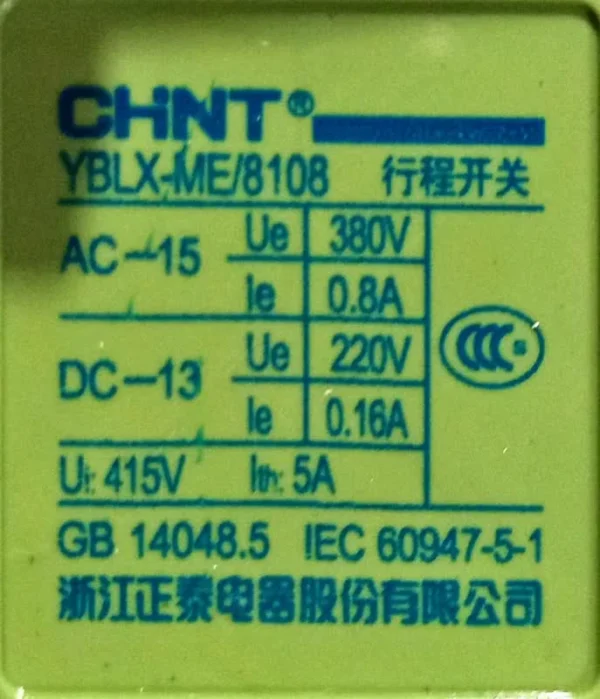 CHNT®
YBLX-ME/8108 行程开关
AC-15 Ue 380V
Ie 0.8A
DC-13 Ue 220V
Ie 0.16A
CCC S
Ui: 415V Ith: 5A
GB 14048.5 IEC 60947-5-1
浙江正泰电器股份有限公司